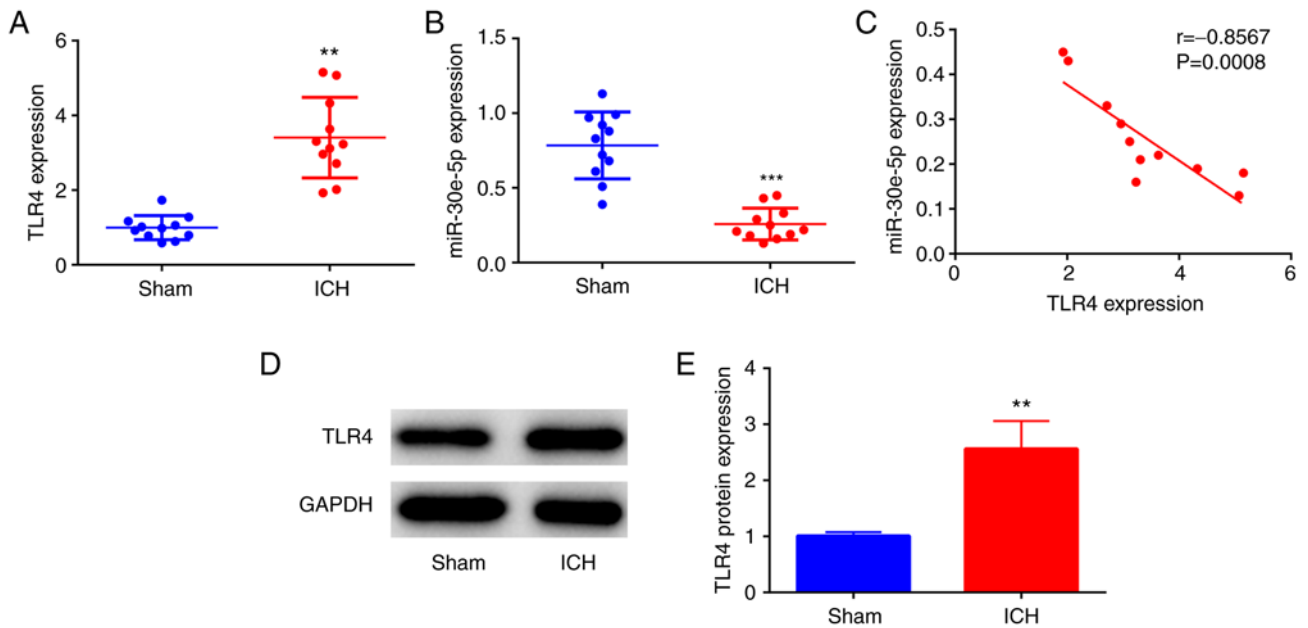 A
TLR4 expression
6
4
2
0
**
Sham
ICH
B
miR-30e-5p expression
1.5
1.0
0.5
0.0
***
Sham
ICH
C
miR-30e-5p expression
0.5
0.4
0.3
0.2
0.1
0.0
r=−0.8567
P=0.0008
0
2
4
6
TLR4 expression
D
TLR4
GAPDH
Sham
ICH
E
TLR4 protein expression
4
3
2
1
0
**
Sham
ICH